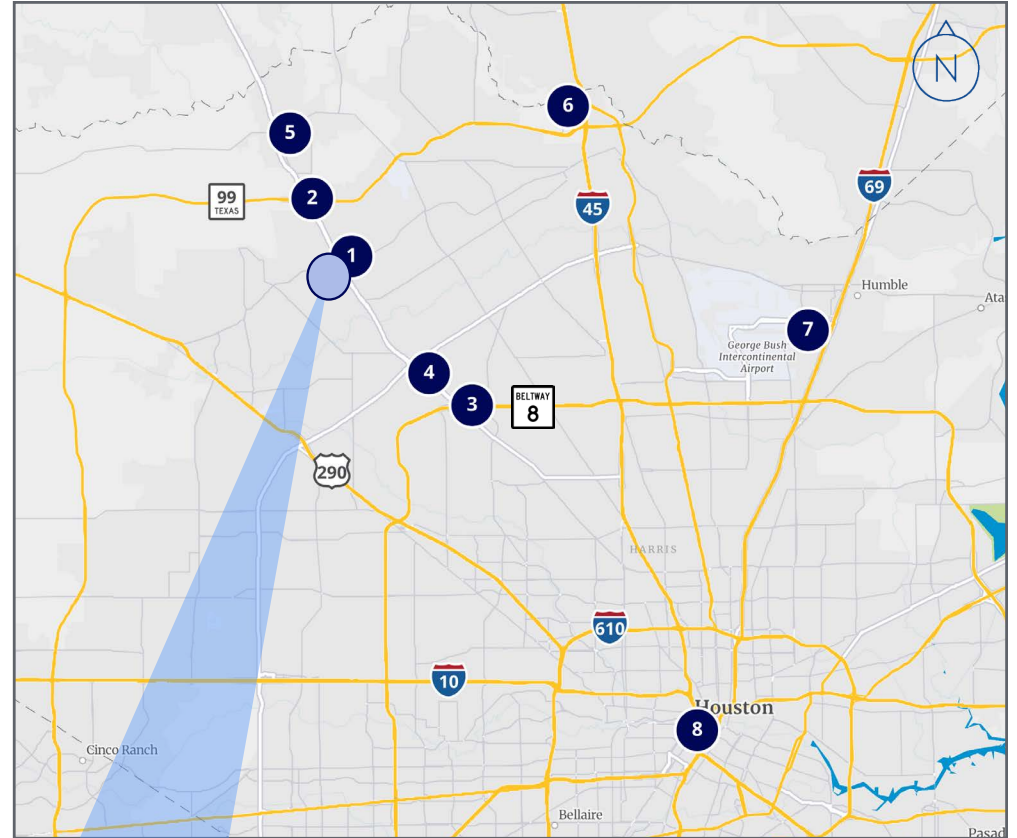 N
6
5
69
99
TEXAS
2
45
1
Humble
Ata
7
George Bush
Intercontinental
Airport
4
3
BELTWAY
8
290
HARRIS
610
10
Houston
8
Cinco Ranch
Bellaire
Pasad